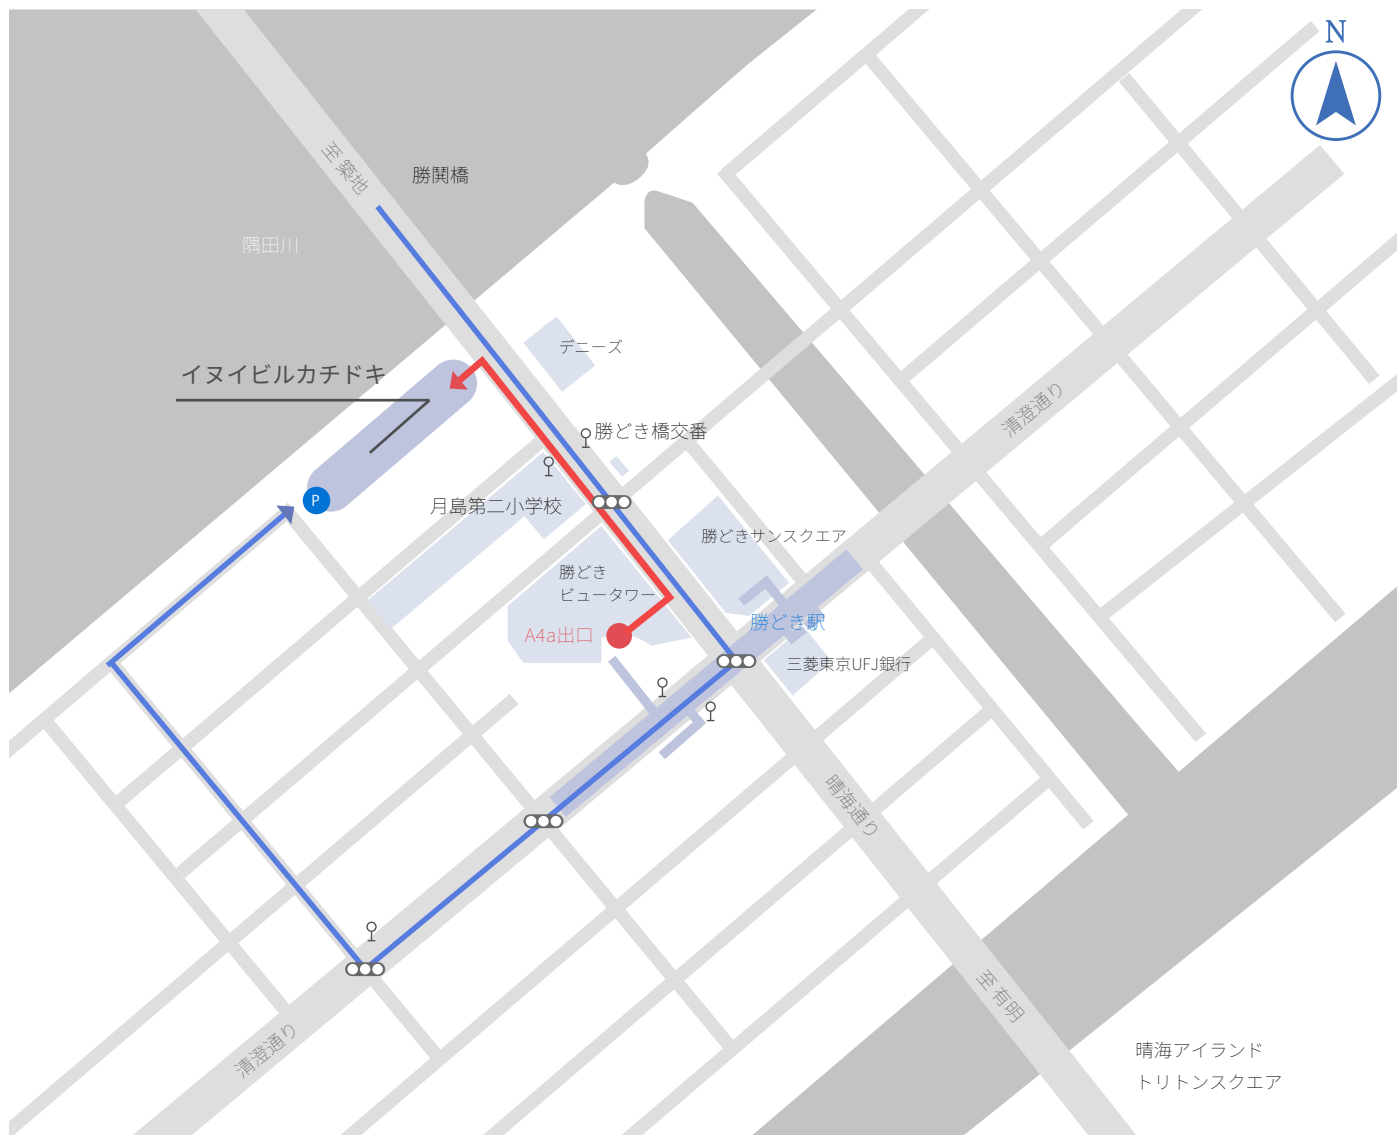 N
至 築地
勝鬨橋
隅田川
デニーズ
イヌイビルカチドキ
清澄通り
勝どき橋交番
P
月島第二小学校
勝どきサンスクエア
勝どき
ビュータワー
勝どき駅
A4a出口
三菱東京UFJ銀行
晴海通り
至 有明
清澄通り
晴海アイランド
トリトンスクエア